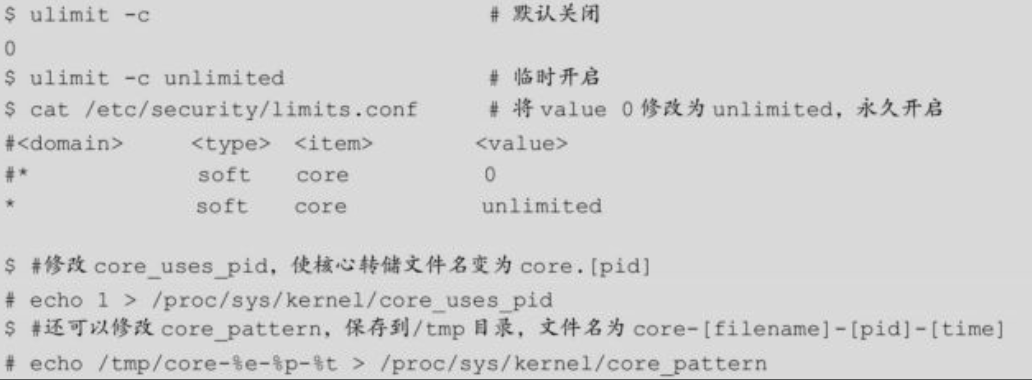 $ ulimit -c # 默认关闭
0
$ ulimit -c unlimited # 临时开启
$ cat /etc/security/limits.conf # 将 value 0 修改为 unlimited，永久开启
#<domain> <type> <item> <value>
#* soft core 0
* soft core unlimited
$ #修改 core_uses_pid，使核心转储文件名变为 core.[pid]
# echo 1 > /proc/sys/kernel/core_uses_pid
$ #还可以修改 core_pattern，保存到/tmp 目录，文件名为 core-[filename]-[pid]-[time]
# echo /tmp/core-%e-%p-%t > /proc/sys/kernel/core_pattern